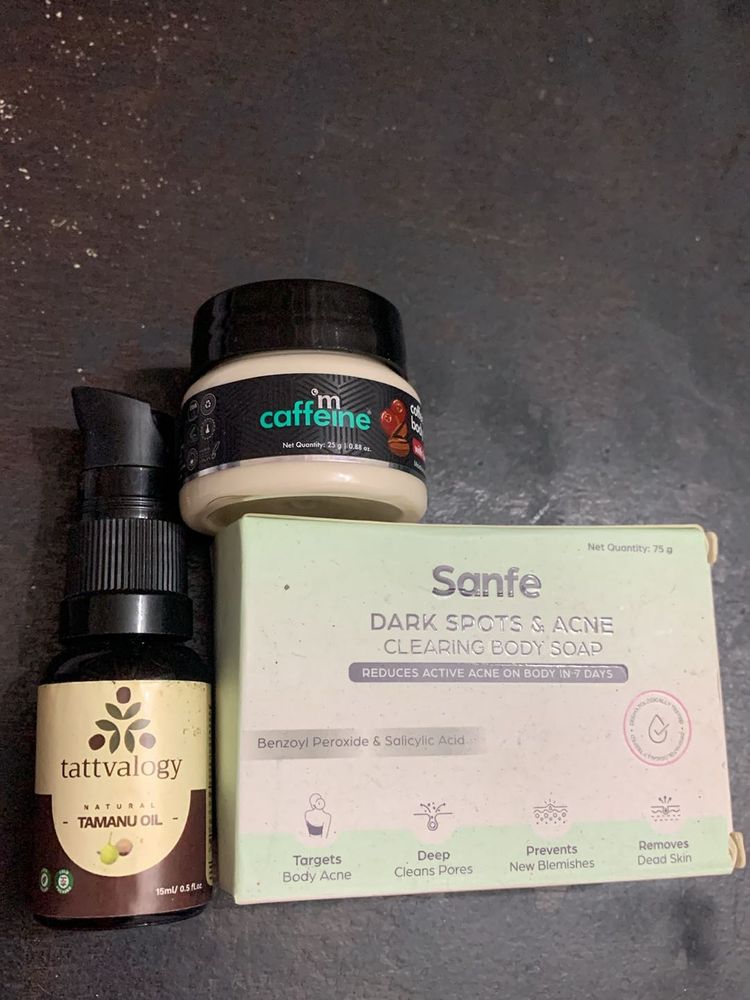 m
caffeine
Net Quantity: 25 g | 0.88 oz.
Net Quantity: 75 g
Sanfe
DARK SPOTS & ACNE
CLEARING BODY SOAP
REDUCES ACTIVE ACNE ON BODY IN 7 DAYS
Benzoyl Peroxide & Salicylic Acid
DERMATOLOGICALLY TESTED
Targets
Body Acne
Deep
Cleans Pores
Prevents
New Blemishes
Removes
Dead Skin
tattvalogy
NATURAL
- TAMANU OIL -
15ml/ 0.5 fl.oz